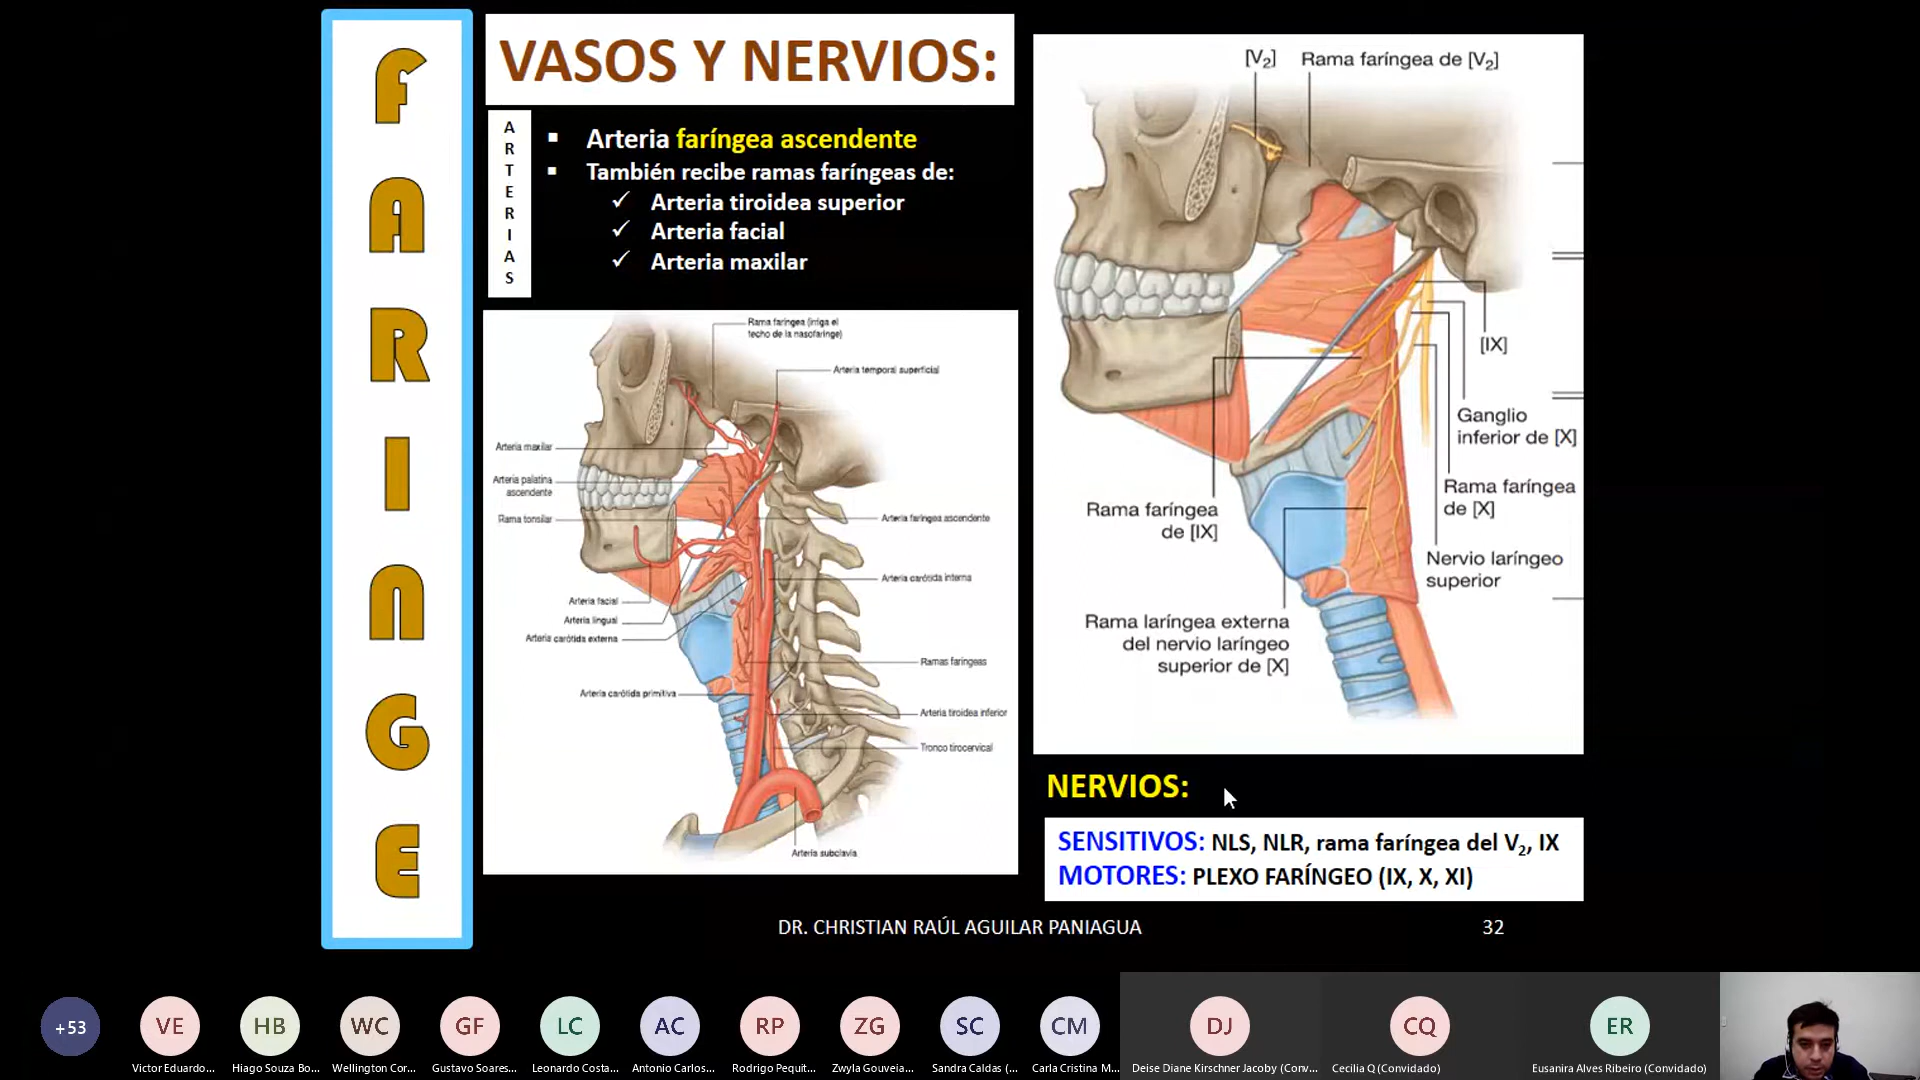 FARINGE
VASOS Y NERVIOS:
ARTERIAS
▪ Arteria faríngea ascendente
▪ También recibe ramas faríngeas de:
✓ Arteria tiroidea superior
✓ Arteria facial
✓ Arteria maxilar
Rama faríngea (irriga el
techo de la nasofaringe)
Arteria temporal superficial
Arteria maxilar
Arteria palatina
ascendente
Rama tonsilar
Arteria faríngea ascendente
Arteria carótida interna
Arteria facial
Arteria lingual
Arteria carótida externa
Ramas faríngeas
Arteria carótida primitiva
Arteria tiroidea inferior
Tronco tirocervical
Arteria subclavia
[V₂]
Rama faríngea de [V₂]
[IX]
Ganglio
inferior de [X]
Rama faríngea
de [X]
Rama faríngea
de [IX]
Nervio laríngeo
superior
Rama laríngea externa
del nervio laríngeo
superior de [X]
NERVIOS:
SENSITIVOS: NLS, NLR, rama faríngea del V₂, IX
MOTORES: PLEXO FARÍNGEO (IX, X, XI)
DR. CHRISTIAN RAÚL AGUILAR PANIAGUA
32
+53
VE
HB
WC
GF
LC
AC
RP
ZG
SC
CM
DJ
CQ
ER
Victor Eduardo...
Hiago Souza Bo...
Wellington Cor...
Gustavo Soares...
Leonardo Costa...
Antonio Carlos...
Rodrigo Pequit...
Zwyla Gouveia...
Sandra Caldas (...
Carla Cristina M...
Deise Diane Kirschner Jacoby (Conv...
Cecilia Q (Convidado)
Eusanira Alves Ribeiro (Convidado)